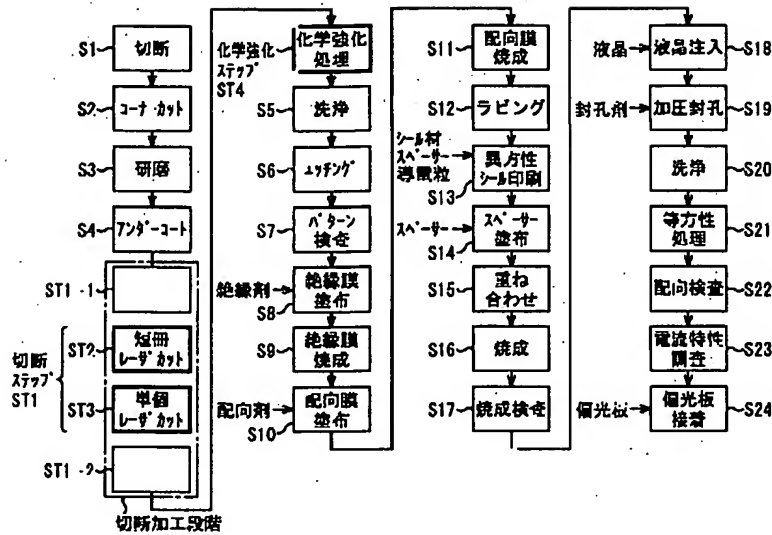 S1
切断
S2
コーナ・カット
S3
研磨
S4
アンダーコート
ST1-1
切断
ステップ
ST1
ST2
短冊
レーザカット
ST3
単個
レーザカット
ST1-2
切断加工段階
化学強化
ステップ
ST4
化学強化
処理
S5
洗浄
S6
エッチング
S7
パターン
検査
絶縁剤
S8
絶縁膜
塗布
S9
絶縁膜
焼成
配向剤
S10
配向膜
塗布
S11
配向膜
焼成
S12
ラビング
シール材
スペーサー
導電粒
S13
異方性
シール印刷
スペーサー
S14
スペーサー
塗布
S15
重ね
合わせ
S16
焼成
S17
焼成検査
液晶
液晶注入
S18
封孔剤
加圧封孔
S19
洗浄
S20
等方性
処理
S21
配向検査
S22
電流特性
調査
S23
偏光板
偏光板
接着
S24